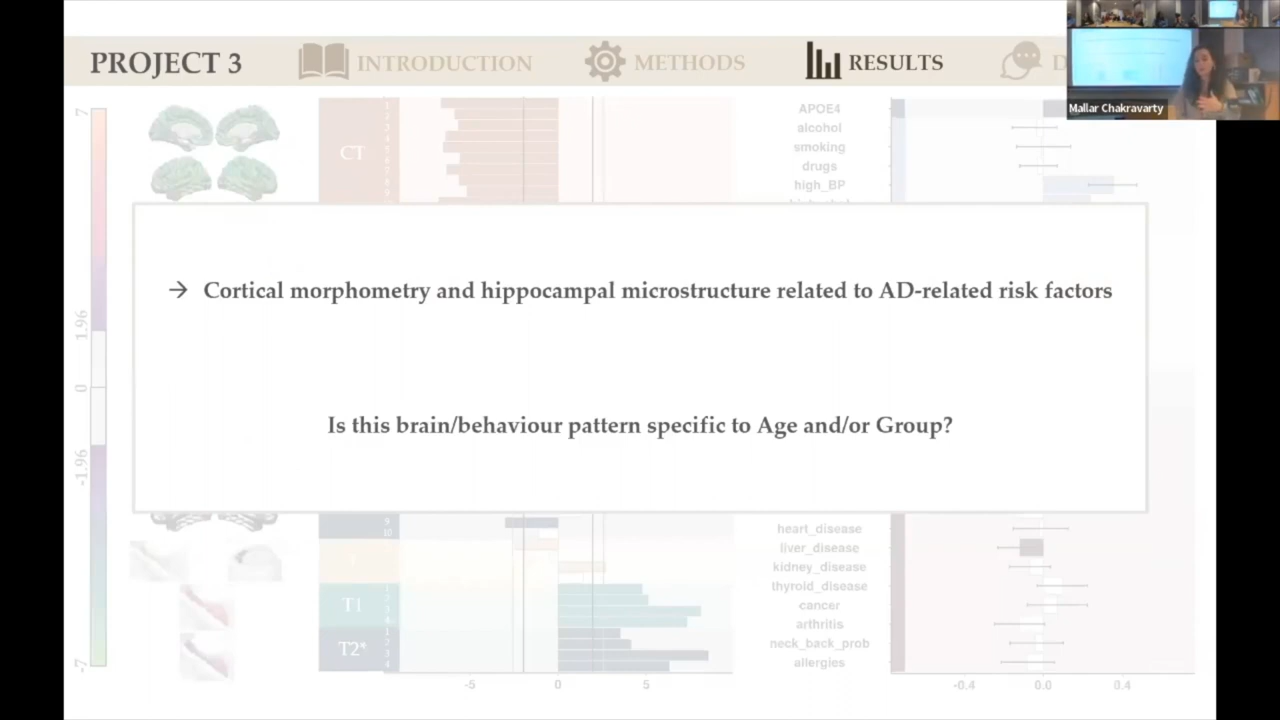 PROJECT 3
INTRODUCTION
METHODS
RESULTS
D
Mallar Chakravarty
7
1.96
0
-1.96
-7
CT
APOE4
alcohol
smoking
drugs
high_BP
→ Cortical morphometry and hippocampal microstructure related to AD-related risk factors
Is this brain/behaviour pattern specific to Age and/or Group?
9
10
T1
T2*
heart_disease
liver_disease
kidney_disease
thyroid_disease
cancer
arthritis
neck_back_prob
allergies
-5 0 5
-0.4 0.0 0.4